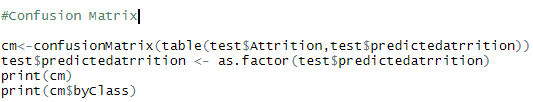 #Confusion Matrix
cm<-confusionMatrix(table(test$Attrition,test$predictedatrrition))
test$predictedatrrition <- as.factor(test$predictedatrrition)
print(cm)
print(cm$byClass)